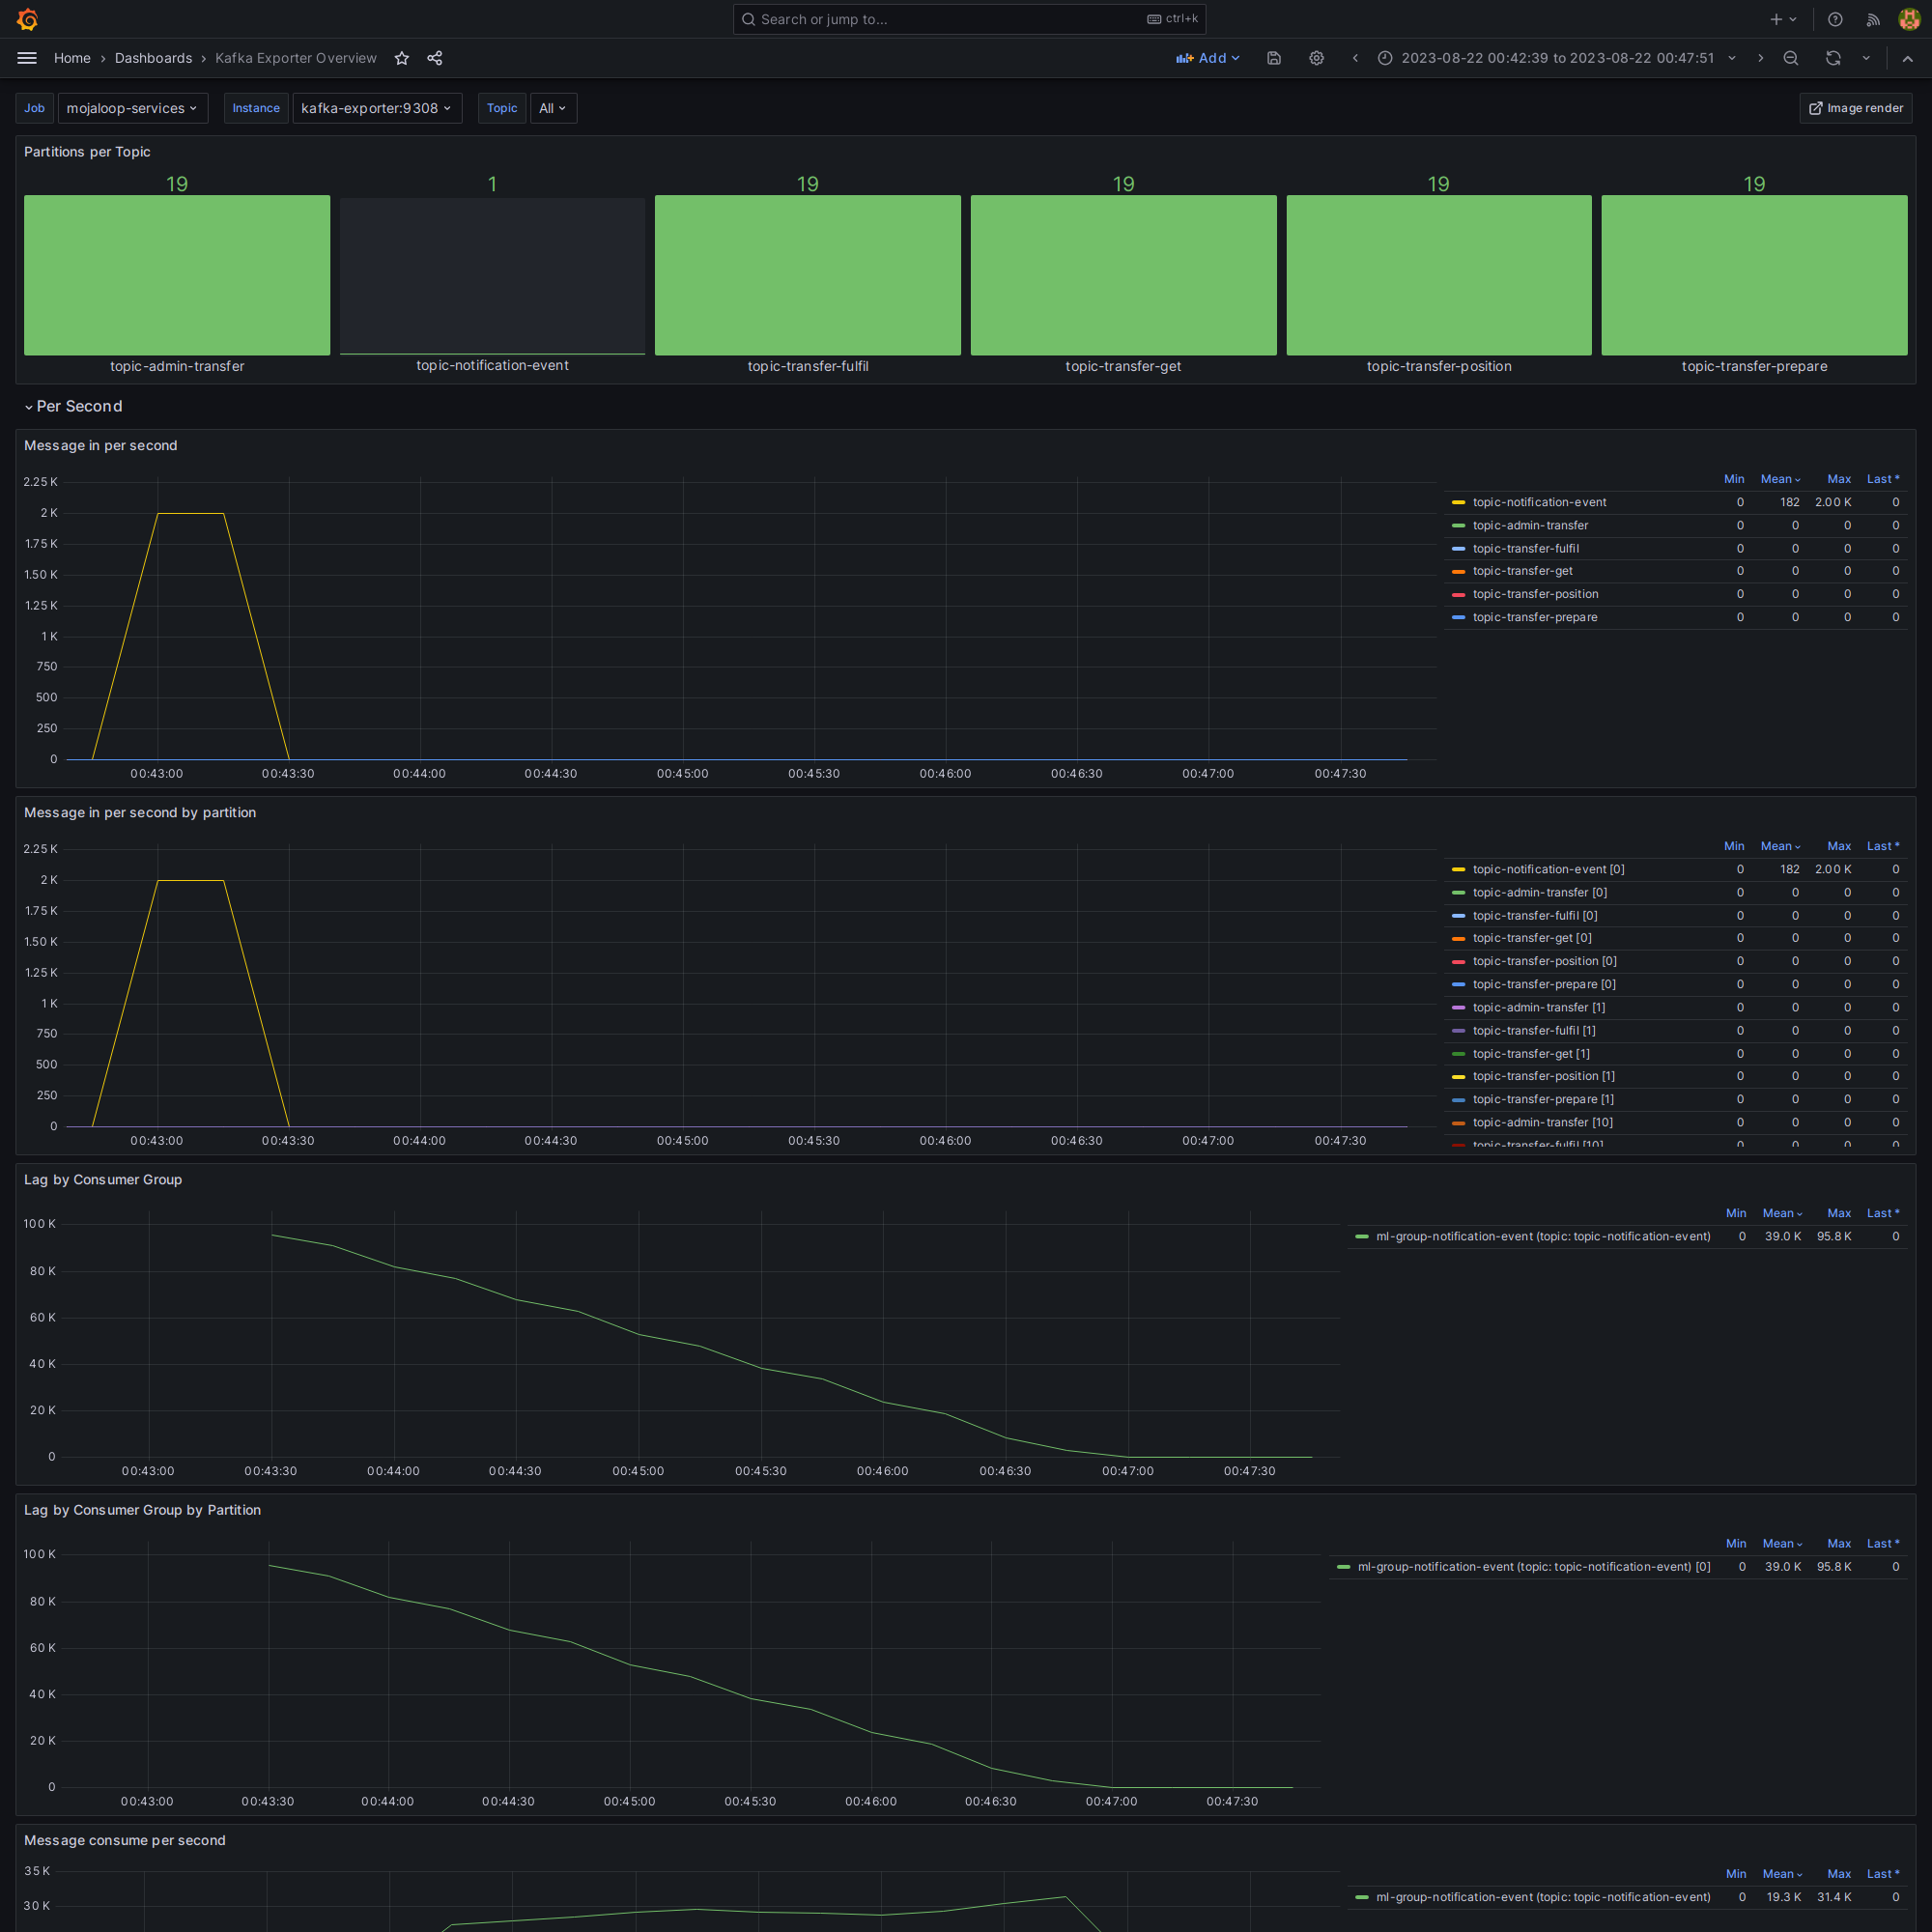 Search or jump to... ctrl+k
Home › Dashboards › Kafka Exporter Overview Add 2023-08-22 00:42:39 to 2023-08-22 00:47:51
Job mojaloop-services Instance kafka-exporter:9308 Topic All Image render
Partitions per Topic
19 1 19 19 19 19
topic-admin-transfer topic-notification-event topic-transfer-fulfil topic-transfer-get topic-transfer-position topic-transfer-prepare
Per Second
Message in per second
2.25 K
2 K
1.75 K
1.50 K
1.25 K
1 K
750
500
250
0
00:43:00 00:43:30 00:44:00 00:44:30 00:45:00 00:45:30 00:46:00 00:46:30 00:47:00 00:47:30
Min Mean Max Last *
topic-notification-event 0 182 2.00 K 0
topic-admin-transfer 0 0 0 0
topic-transfer-fulfil 0 0 0 0
topic-transfer-get 0 0 0 0
topic-transfer-position 0 0 0 0
topic-transfer-prepare 0 0 0 0
Message in per second by partition
2.25 K
2 K
1.75 K
1.50 K
1.25 K
1 K
750
500
250
0
00:43:00 00:43:30 00:44:00 00:44:30 00:45:00 00:45:30 00:46:00 00:46:30 00:47:00 00:47:30
Min Mean Max Last *
topic-notification-event [0] 0 182 2.00 K 0
topic-admin-transfer [0] 0 0 0 0
topic-transfer-fulfil [0] 0 0 0 0
topic-transfer-get [0] 0 0 0 0
topic-transfer-position [0] 0 0 0 0
topic-transfer-prepare [0] 0 0 0 0
topic-admin-transfer [1] 0 0 0 0
topic-transfer-fulfil [1] 0 0 0 0
topic-transfer-get [1] 0 0 0 0
topic-transfer-position [1] 0 0 0 0
topic-transfer-prepare [1] 0 0 0 0
topic-admin-transfer [10] 0 0 0 0
topic-transfer-fulfil [10] 0 0 0 0
Lag by Consumer Group
100 K
80 K
60 K
40 K
20 K
0
00:43:00 00:43:30 00:44:00 00:44:30 00:45:00 00:45:30 00:46:00 00:46:30 00:47:00 00:47:30
Min Mean Max Last *
ml-group-notification-event (topic: topic-notification-event) 0 39.0 K 95.8 K 0
Lag by Consumer Group by Partition
100 K
80 K
60 K
40 K
20 K
0
00:43:00 00:43:30 00:44:00 00:44:30 00:45:00 00:45:30 00:46:00 00:46:30 00:47:00 00:47:30
Min Mean Max Last *
ml-group-notification-event (topic: topic-notification-event) [0] 0 39.0 K 95.8 K 0
Message consume per second
35 K
30 K
Min Mean Max Last *
ml-group-notification-event (topic: topic-notification-event) 0 19.3 K 31.4 K 0